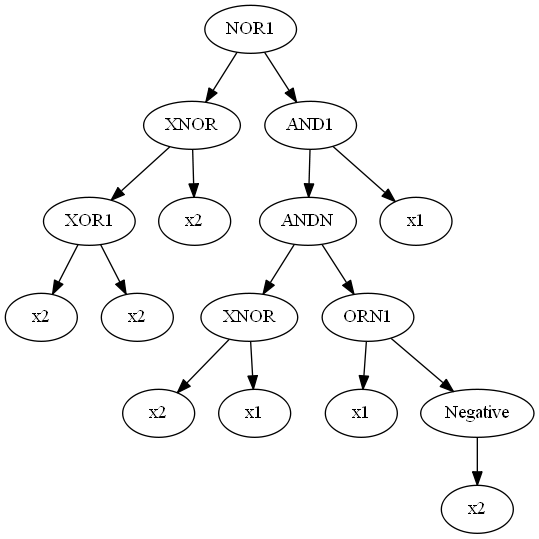 NOR1
XNOR AND1
XOR1 x2 ANDN x1
x2 x2 XNOR ORN1
x2 x1 x1 Negative
x2